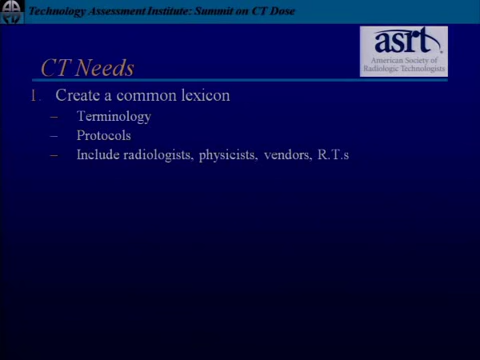 Technology Assessment Institute: Summit on CT Dose
asrt
American Society of
Radiologic Technologists
CT Needs
1. Create a common lexicon
– Terminology
– Protocols
– Include radiologists, physicists, vendors, R.T.s